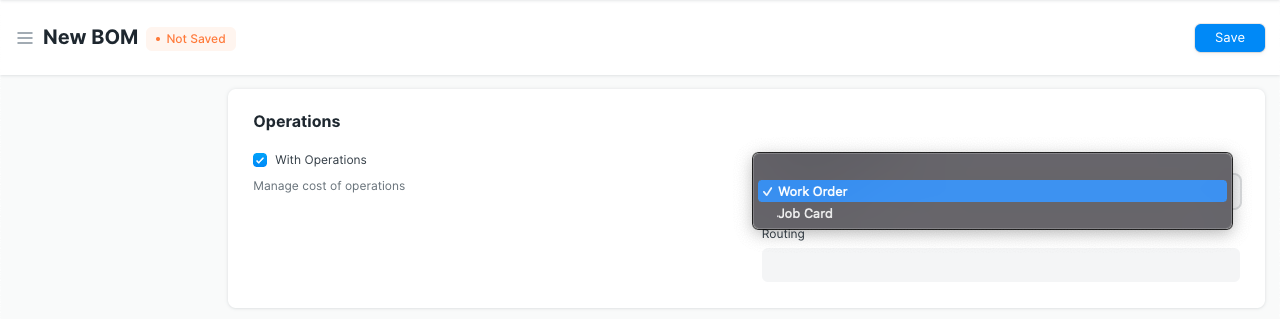 New BOM
• Not Saved
Save
Operations
With Operations
Manage cost of operations
✓ Work Order
Job Card
Routing